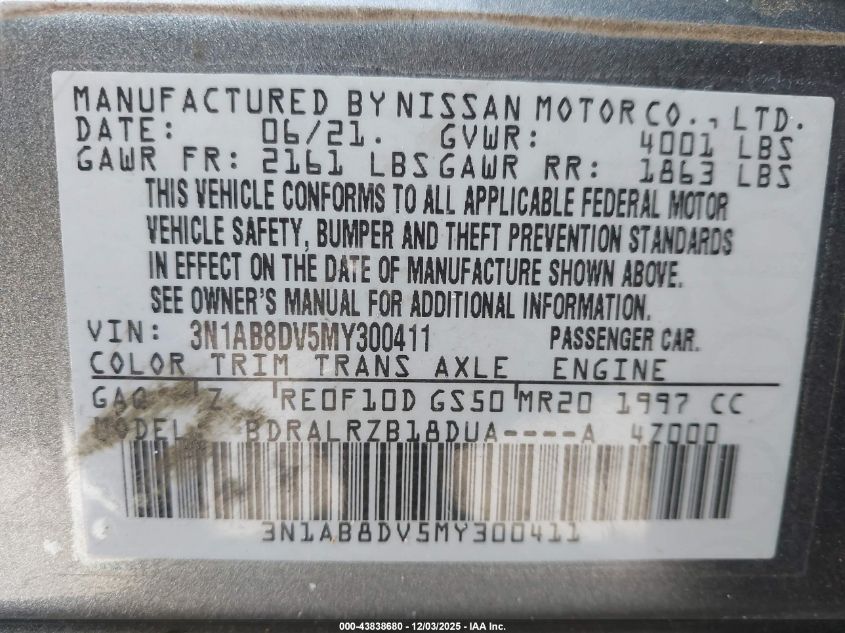 MANUFACTURED BY NISSAN MOTOR CO., LTD.
DATE: 06/21. GVWR: 4001 LBS
GAWR FR: 2161 LBS GAWR RR: 1863 LBS
THIS VEHICLE CONFORMS TO ALL APPLICABLE FEDERAL MOTOR
VEHICLE SAFETY, BUMPER AND THEFT PREVENTION STANDARDS
IN EFFECT ON THE DATE OF MANUFACTURE SHOWN ABOVE.
SEE OWNER'S MANUAL FOR ADDITIONAL INFORMATION.
VIN: 3N1AB8DV5MY300411 PASSENGER CAR.
COLOR TRIM TRANS AXLE ENGINE
Z RE0F10D GS50 MR20 1997 CC
MODEL BDRALRZB18DUA----A 4Z000
3N1AB8DV5MY300411
000-43838680 - 12/03/2025 - IAA Inc.